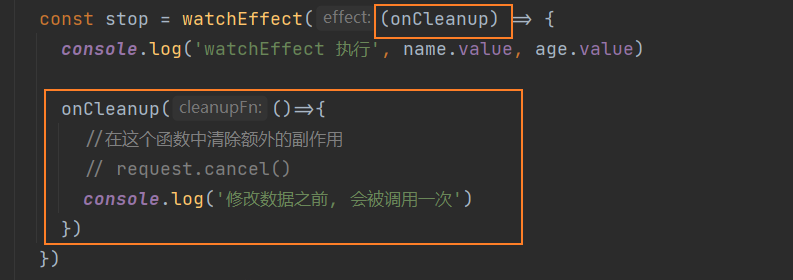 const stop = watchEffect( effect: (onCleanup) => {
console.log('watchEffect 执行', name.value, age.value)
onCleanup( cleanupFn: ()=>{
//在这个函数中清除额外的副作用
// request.cancel()
console.log('修改数据之前, 会被调用一次')
})
})